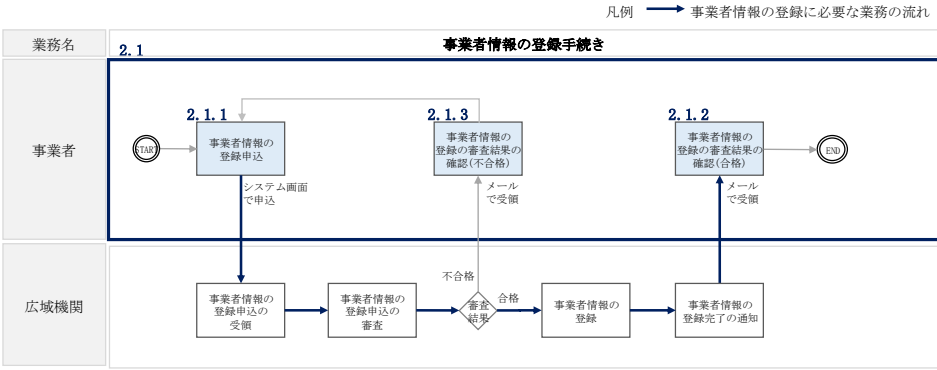 凡例
事業者情報の登録に必要な業務の流れ
業務名
2.1
事業者情報の登録手続き
事業者
START
2.1.1
事業者情報の
登録申込
システム画面
で申込
2.1.3
事業者情報の
登録の審査結果の
確認(不合格)
メール
で受領
2.1.2
事業者情報の
登録の審査結果の
確認(合格)
メール
で受領
END
広域機関
事業者情報の
登録申込の
受領
事業者情報の
登録申込の
審査
不合格
審査
結果
合格
事業者情報の
登録
事業者情報の
登録完了の通知